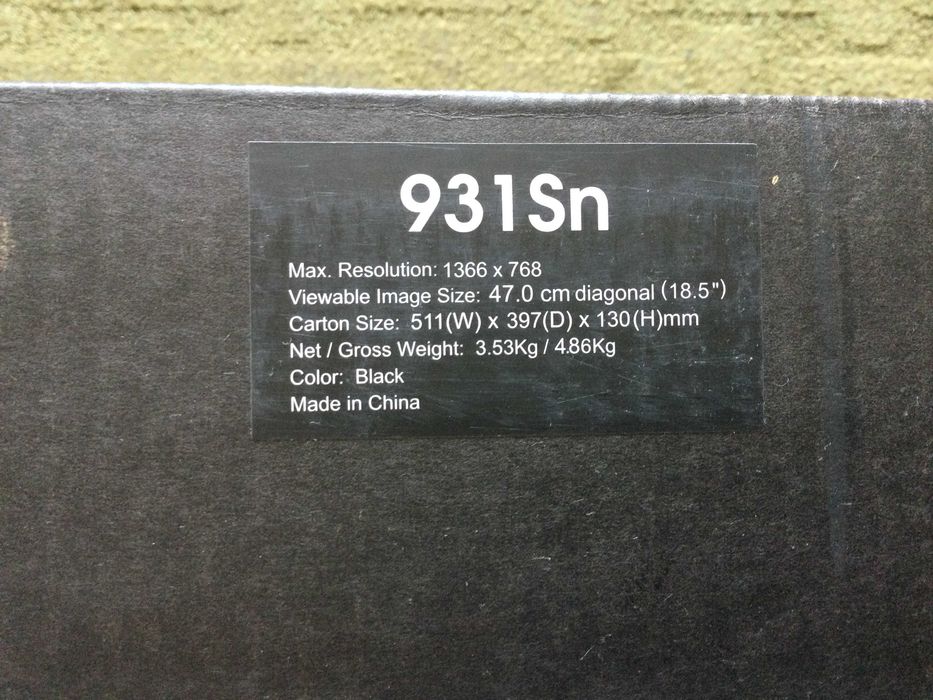 931Sn
Max. Resolution: 1366 x 768
Viewable Image Size: 47.0 cm diagonal (18.5")
Carton Size: 511(W) x 397(D) x 130(H)mm
Net / Gross Weight: 3.53Kg / 4.86Kg
Color: Black
Made in China